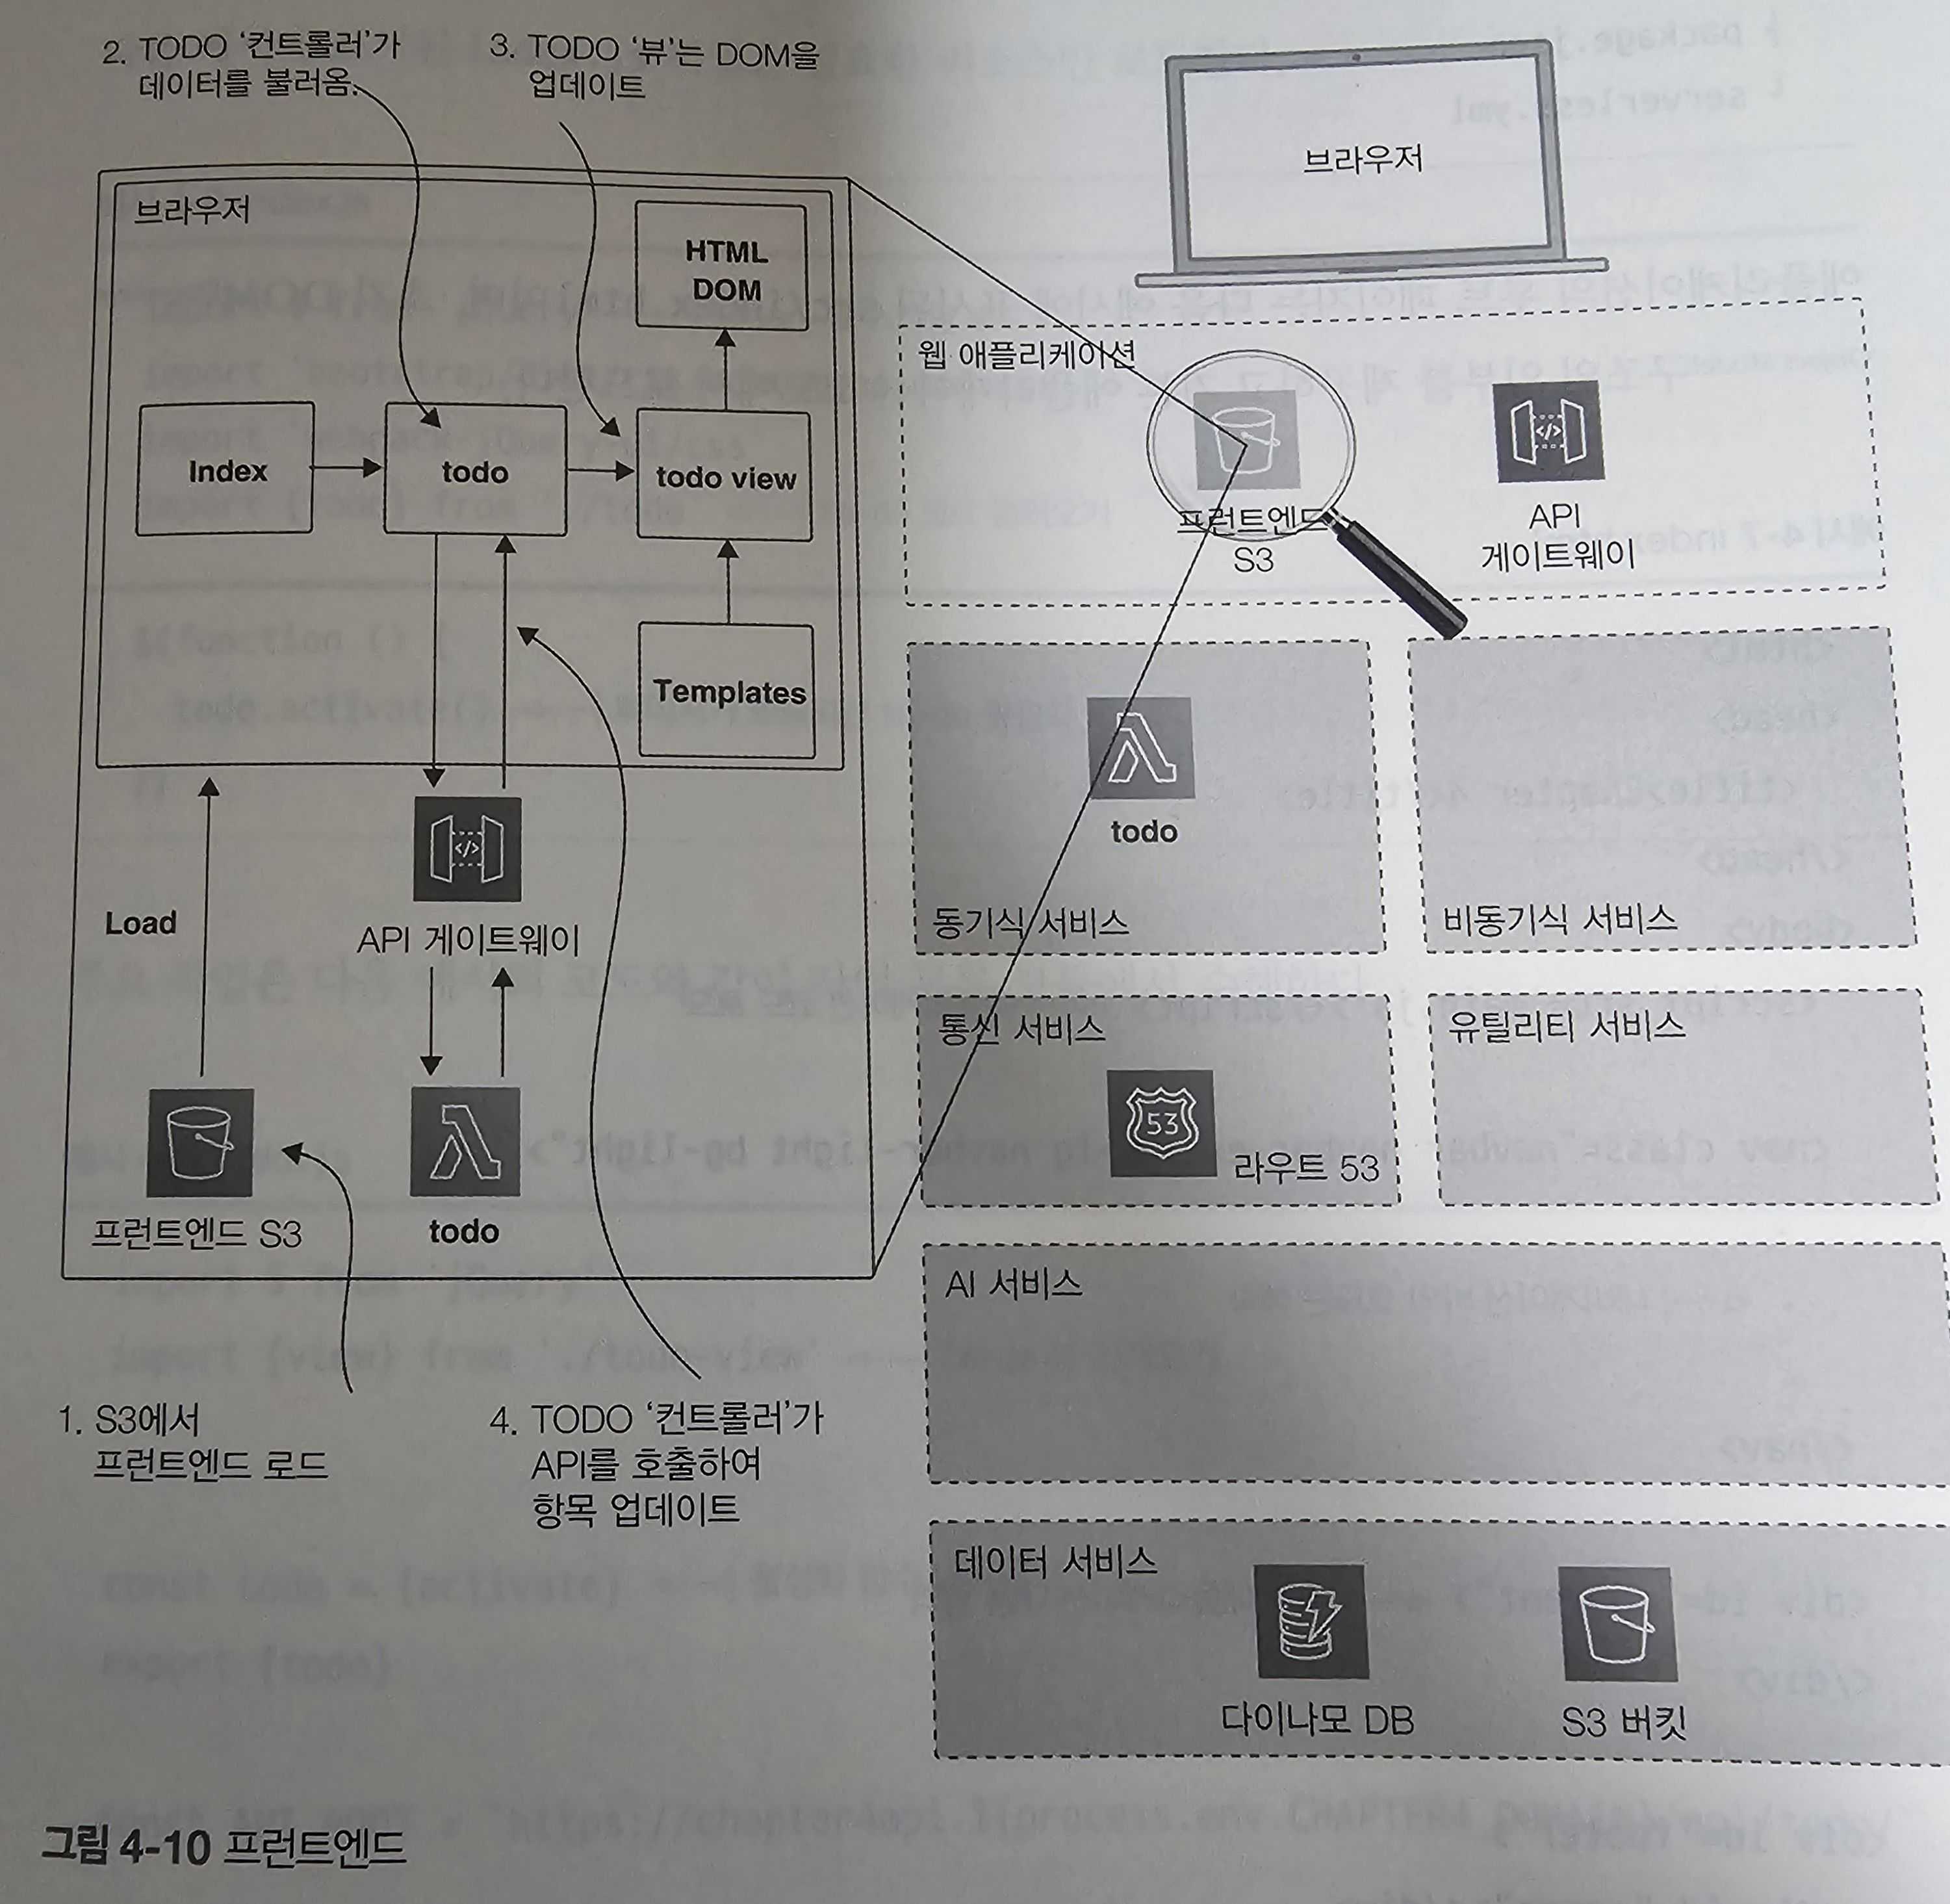 2. TODO ‘컨트롤러’가
데이터를 불러옴.
3. TODO ‘뷰’는 DOM을
업데이트
브라우저
HTML
DOM
Index
todo
todo view
Templates
Load
API 게이트웨이
프런트엔드 S3
todo
1. S3에서
프런트엔드 로드
4. TODO ‘컨트롤러’가
API를 호출하여
항목 업데이트
브라우저
웹 애플리케이션
프런트엔드
S3
API
게이트웨이
todo
동기식 서비스
비동기식 서비스
통신 서비스
53
라우트 53
유틸리티 서비스
AI 서비스
데이터 서비스
다이나모 DB
S3 버킷
그림 4-10 프런트엔드